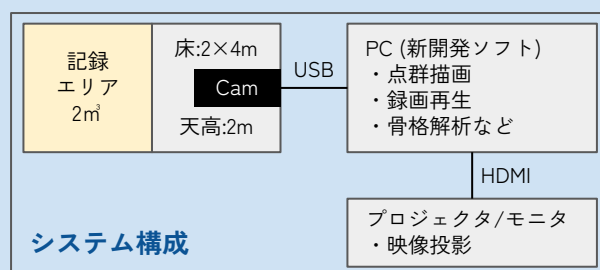 記録
エリア
2㎥
床:2×4m
Cam
天高:2m
USB
PC (新開発ソフト)
・点群描画
・録画再生
・骨格解析など
HDMI
プロジェクタ/モニタ
・映像投影
システム構成